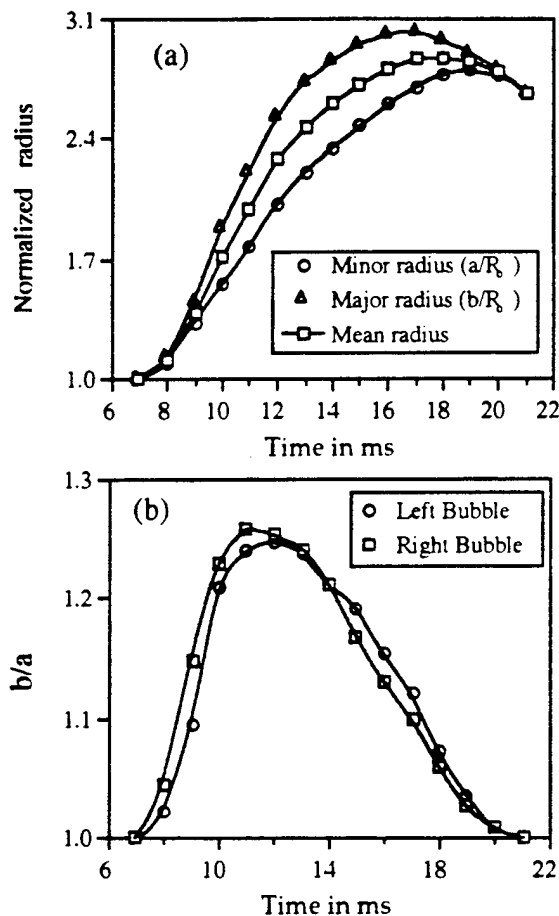 (a)
Normalized radius
3.1
2.4
1.7
1.0
Minor radius (a/R₀)
Major radius (b/R₀)
Mean radius
6 8 10 12 14 16 18 20 22
Time in ms
(b)
b/a
1.3
1.2
1.1
1.0
Left Bubble
Right Bubble
6 10 14 18 22
Time in ms